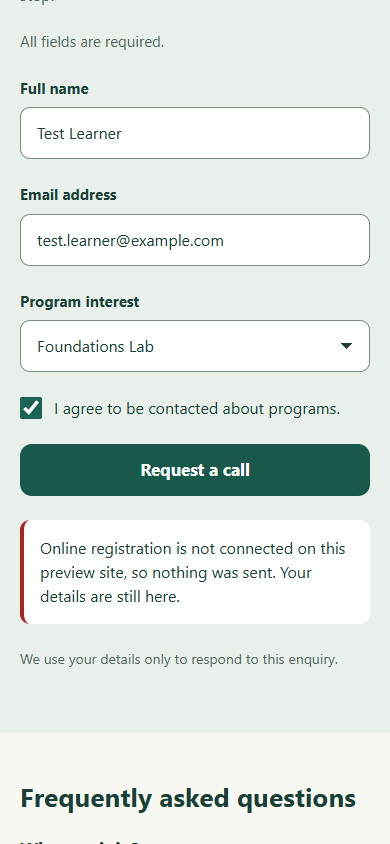 All fields are required.
Full name
Test Learner
Email address
test.learner@example.com
Program interest
Foundations Lab
I agree to be contacted about programs.
Request a call
Online registration is not connected on this
preview site, so nothing was sent. Your
details are still here.
We use your details only to respond to this enquiry.
Frequently asked questions